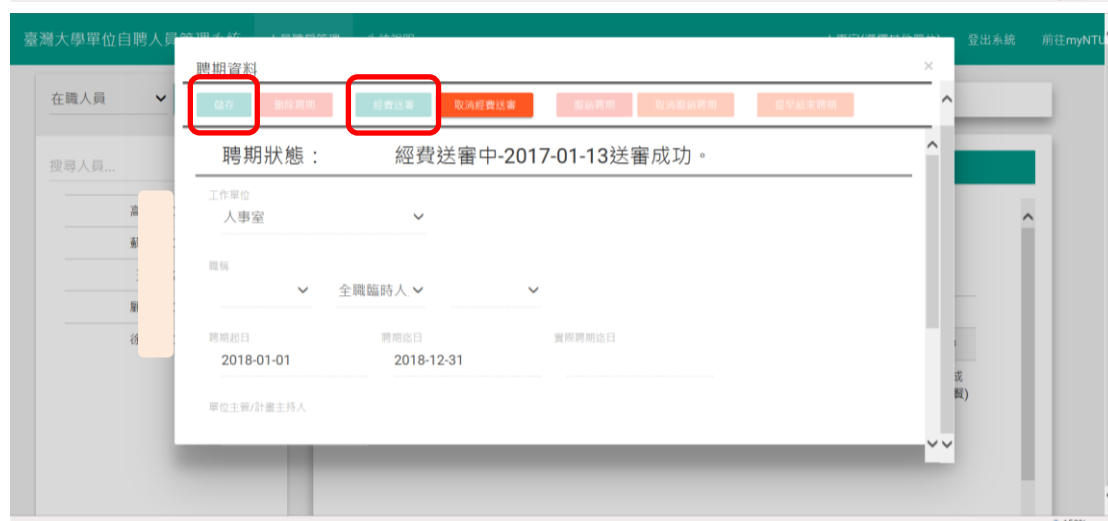 臺灣大學單位自聘人員管理系統
登出系統 前往myNTU
聘期資料 ×
在職人員
儲存 刪除聘期 經費送審 取消經費送審 撤銷聘期 取消撤銷聘期 提早結束聘期
聘期狀態： 經費送審中-2017-01-13送審成功。
搜尋人員...
工作單位
人事室
職稱
全職臨時人
聘期起日 聘期迄日 實際聘期迄日
2018-01-01 2018-12-31
單位主管/計畫主持人